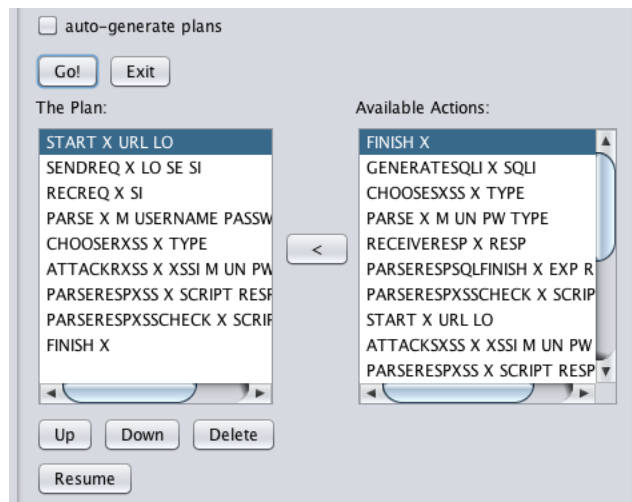 auto-generate plans
Go! Exit
The Plan: Available Actions:
START X URL LO
SENDREQ X LO SE SI
RECREQ X SI
PARSE X M USERNAME PASSW
CHOOSERXSS X TYPE
ATTACKRXSS X XSSI M UN PW
PARSERESPXSS X SCRIPT RESP
PARSERESPXSSCHECK X SCRIP
FINISH X
<
FINISH X
GENERATESQLI X SQLI
CHOOSESXSS X TYPE
PARSE X M UN PW TYPE
RECEIVERESP X RESP
PARSERESPSQLFINISH X EXP R
PARSERESPXSSCHECK X SCRIP
START X URL LO
ATTACKSXSS X XSSI M UN PW
PARSERESPXSS X SCRIPT RESP
Up Down Delete
Resume